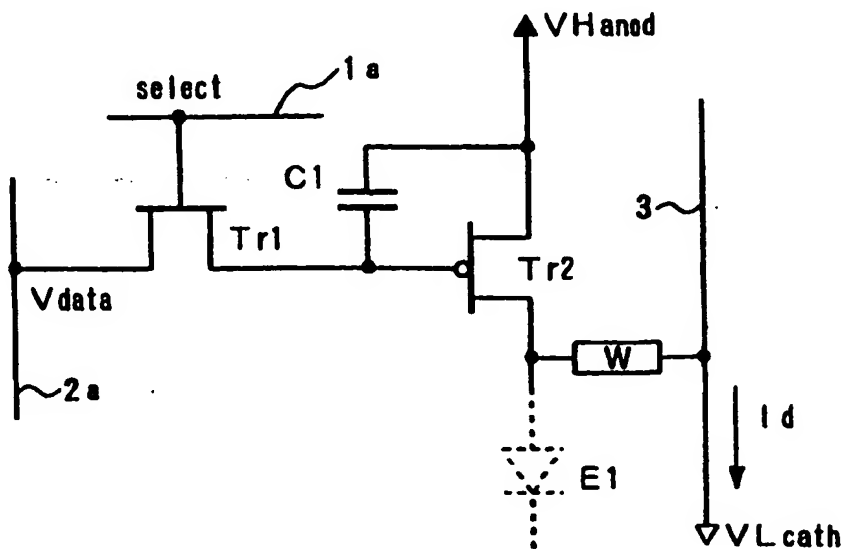 VHanod
select
1a
C1
3
Tr1
Tr2
Vdata
W
2a
Id
E1
VLcath